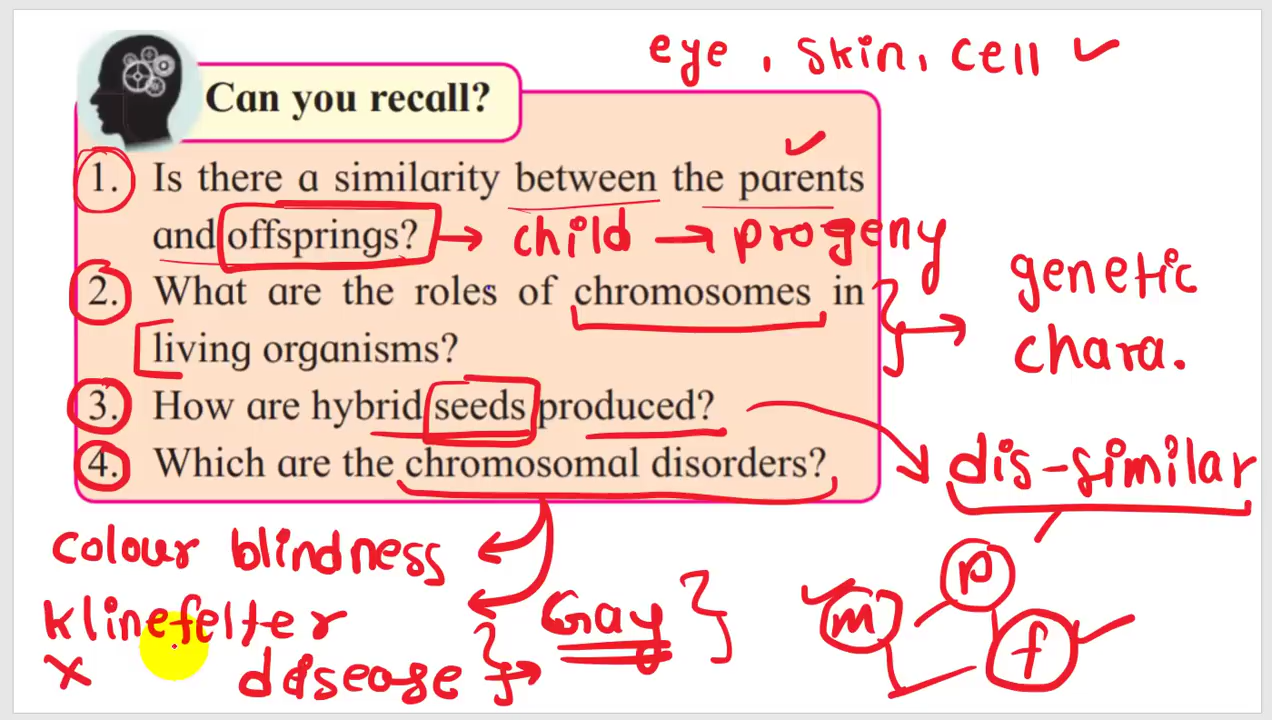 eye, skin, cell
Can you recall?
1. Is there a similarity between the parents
and offsprings? → child → progeny
2. What are the roles of chromosomes in
living organisms?
genetic
chara.
3. How are hybrid seeds produced?
4. Which are the chromosomal disorders?
dis-similar
colour blindness
klinefelter
disease
Gay
P
m
f